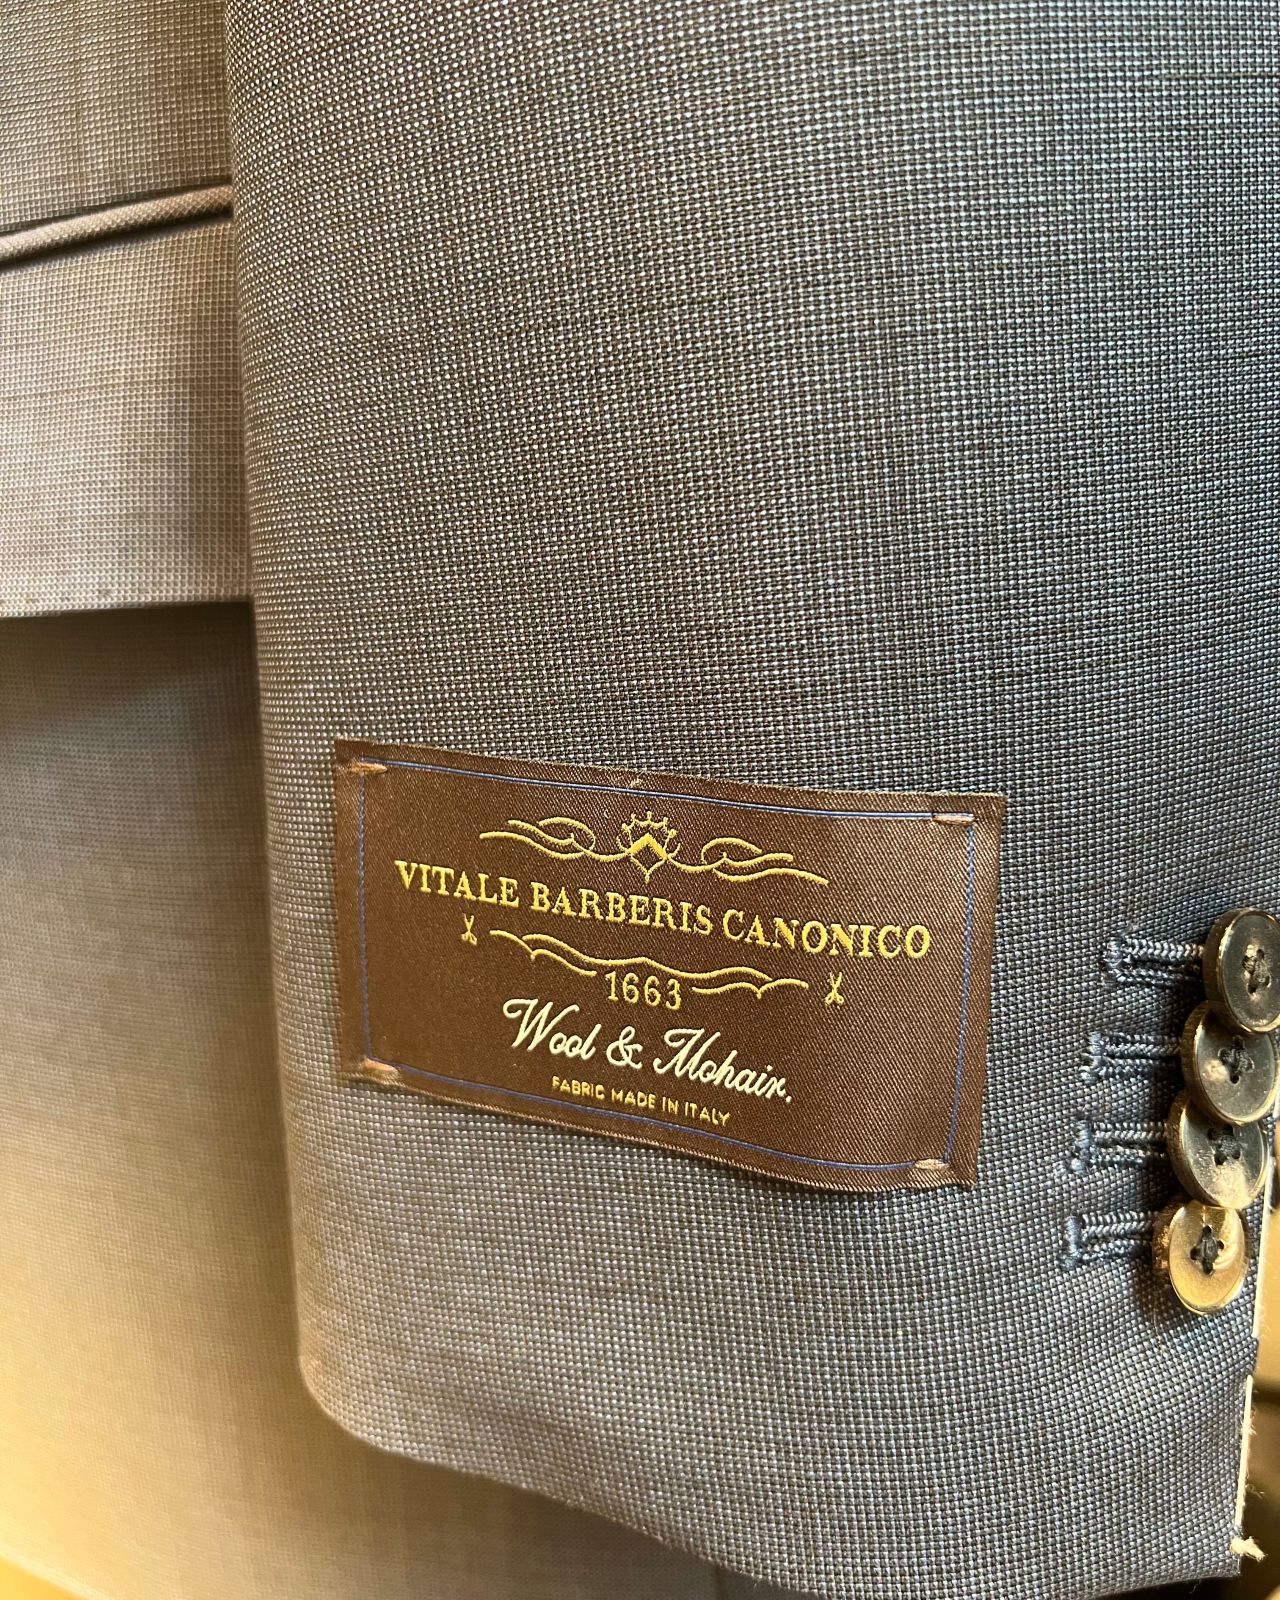 VITALE BARBERIS CANONICO
1663
Wool & Mohair.
FABRIC MADE IN ITALY